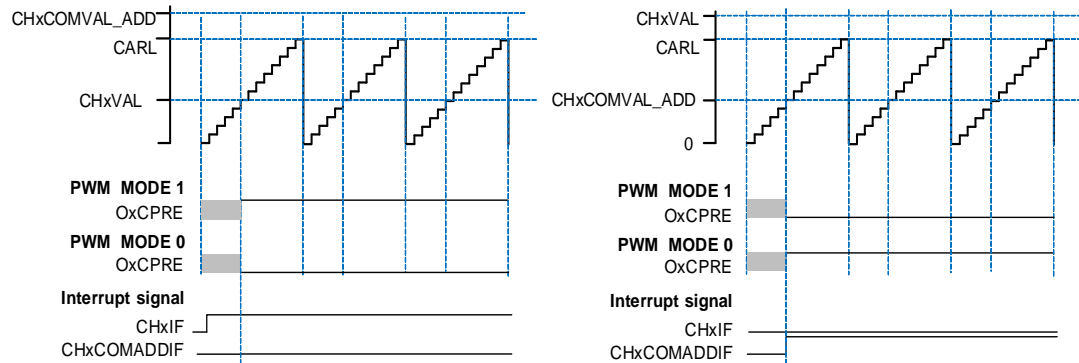 CHxCOMVAL_ADD
CARL
CHxVAL
PWM MODE 1
OxCPRE
PWM MODE 0
OxCPRE
Interrupt signal
CHxIF
CHxCOMADDIF
CHxVAL
CARL
CHxCOMVAL_ADD
0
PWM MODE 1
OxCPRE
PWM MODE 0
OxCPRE
Interrupt signal
CHxIF
CHxCOMADDIF